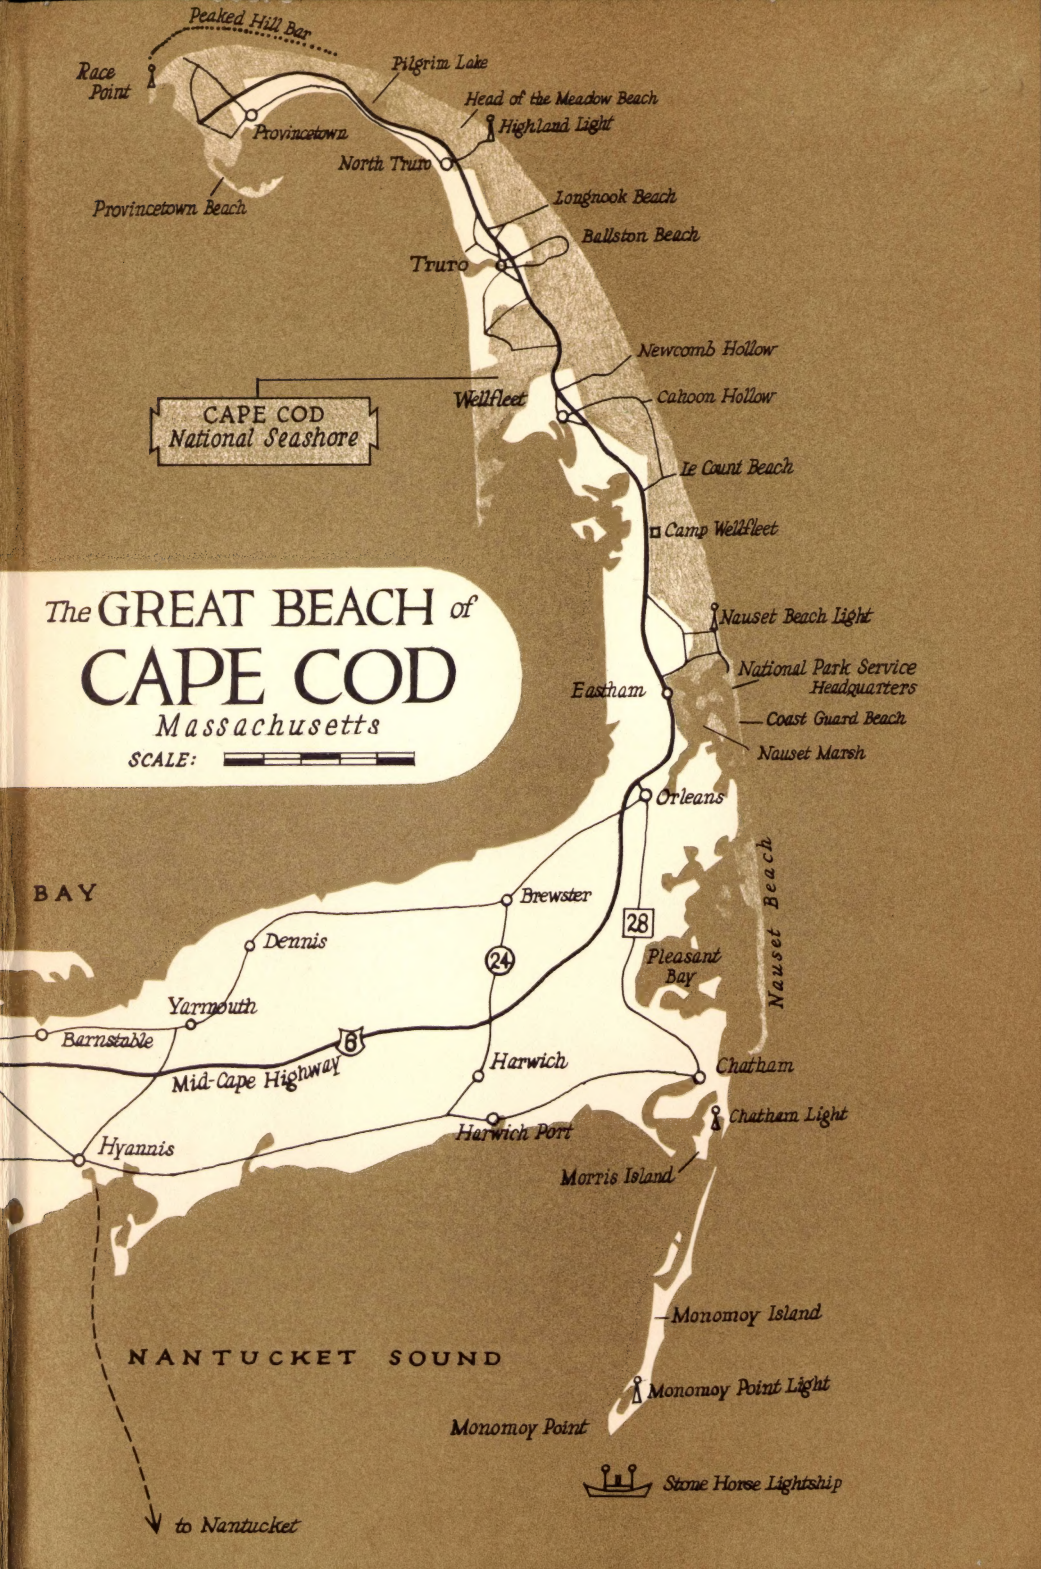 Peaked Hill Bar
Race
Point
Pilgrim Lake
Head of the Meadow Beach
Highland Light
Provincetown
North Truro
Provincetown Beach
Longnook Beach
Ballston Beach
Truro
Newcomb Hollow
Wellfleet
Cahoon Hollow
CAPE COD
National Seashore
Le Count Beach
Camp Wellfleet
The GREAT BEACH of
CAPE COD
Massachusetts
SCALE:
Nauset Beach Light
National Park Service
Headquarters
Eastham
Coast Guard Beach
Nauset Marsh
Orleans
Nauset Beach
BAY
Brewster
28
Dennis
24
Pleasant
Bay
Yarmouth
Barnstable
6
Mid-Cape Highway
Harwich
Chatham
Chatham Light
Harwich Port
Hyannis
Morris Island
Monomoy Island
NANTUCKET SOUND
Monomoy Point Light
Monomoy Point
Stone Horse Lightship
to Nantucket